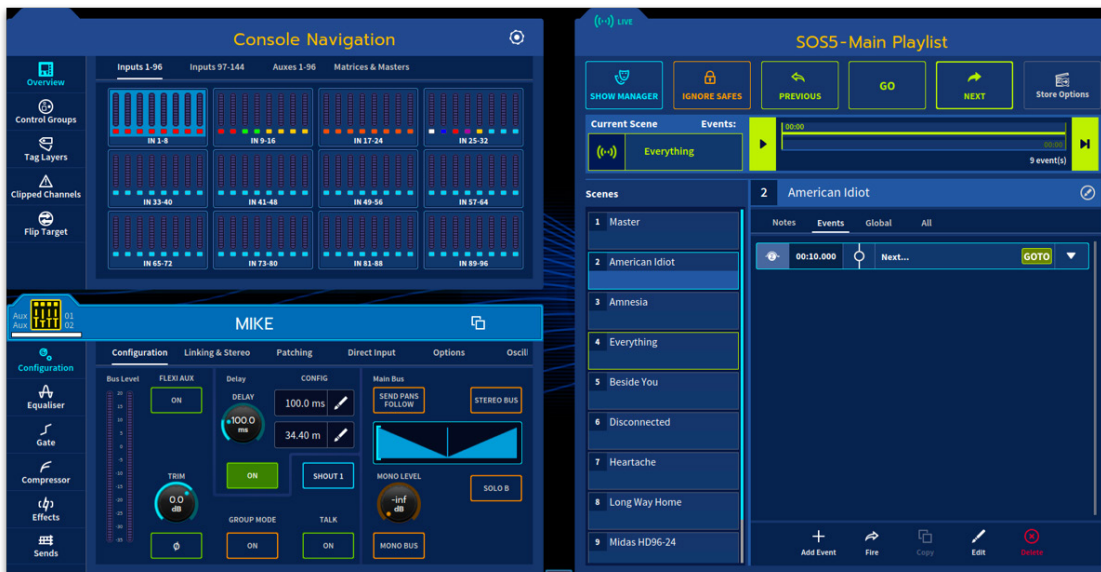 Console Navigation
Inputs 1-96 Inputs 97-144 Auxes 1-96 Matrices & Masters
Overview
Control Groups
Tag Layers
Clipped Channels
Flip Target
IN 1-8 IN 9-16 IN 17-24 IN 25-32
IN 33-40 IN 41-48 IN 49-56 IN 57-64
IN 65-72 IN 73-80 IN 81-88 IN 89-96
Aux 01
Aux 02
MIKE
Configuration
Equaliser
Gate
Compressor
Effects
Sends
Configuration Linking & Stereo Patching Direct Input Options Oscill
Bus Level FLEXI AUX Delay CONFIG Main Bus
ON
DELAY
100.0
ms
100.0 ms
34.40 m
SEND PANS
FOLLOW
STEREO BUS
TRIM
0.0
dB
ON
SHOUT 1
MONO LEVEL
-inf
dB
SOLO B
GROUP MODE TALK
Ø
ON
ON
MONO BUS
((··)) LIVE
SOS5-Main Playlist
SHOW MANAGER
IGNORE SAFES
PREVIOUS
GO
NEXT
Store Options
Current Scene Events:
Everything
00:00
00:00
9 event(s)
Scenes
1 Master
2 American Idiot
3 Amnesia
4 Everything
5 Beside You
6 Disconnected
7 Heartache
8 Long Way Home
9 Midas HD96-24
2 American Idiot
Notes Events Global All
00:10.000 Next... GOTO
Add Event
Fire
Copy
Edit
Delete